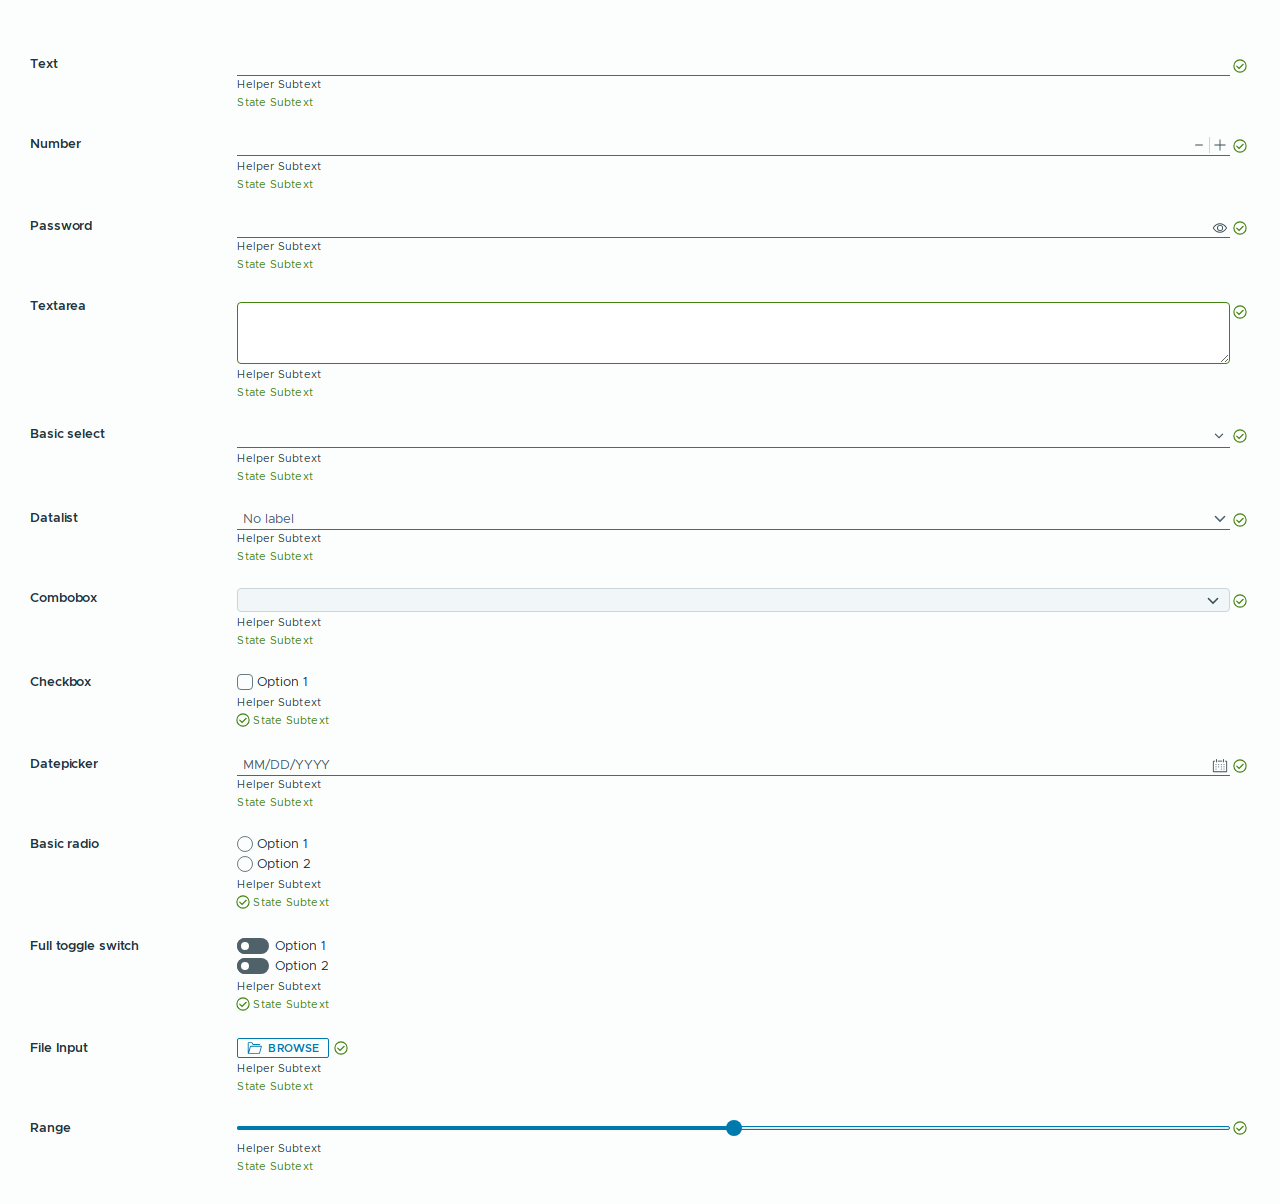 Text
Helper Subtext
State Subtext
Number
Helper Subtext
State Subtext
Password
Helper Subtext
State Subtext
Textarea
Helper Subtext
State Subtext
Basic select
Helper Subtext
State Subtext
Datalist
No label
Helper Subtext
State Subtext
Combobox
Helper Subtext
State Subtext
Checkbox
Option 1
Helper Subtext
State Subtext
Datepicker
MM/DD/YYYY
Helper Subtext
State Subtext
Basic radio
Option 1
Option 2
Helper Subtext
State Subtext
Full toggle switch
Option 1
Option 2
Helper Subtext
State Subtext
File Input
BROWSE
Helper Subtext
State Subtext
Range
Helper Subtext
State Subtext